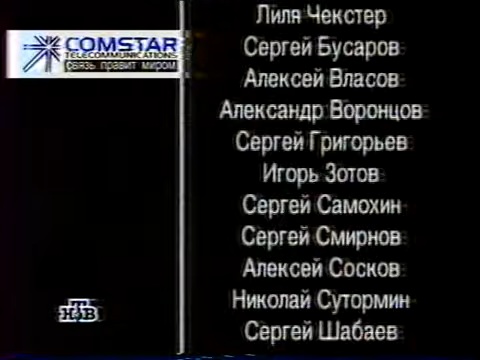 COMSTAR
TELECOMMUNICATIONS
связь правит миром
Лиля Чекстер
Сергей Бусаров
Алексей Власов
Александр Воронцов
Сергей Григорьев
Игорь Зотов
Сергей Самохин
Сергей Смирнов
Алексей Сосков
Николай Сутормин
Сергей Шабаев
НТВ